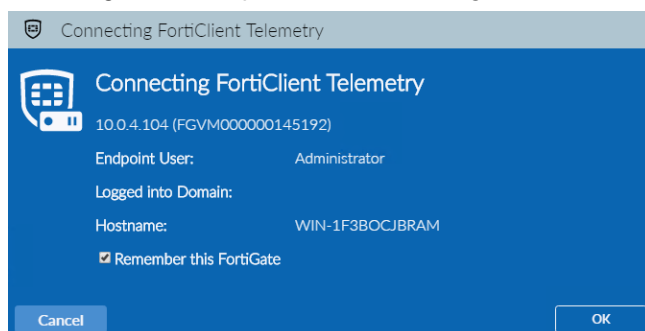 Connecting FortiClient Telemetry
Connecting FortiClient Telemetry
10.0.4.104 (FGVM000000145192)
Endpoint User: Administrator
Logged into Domain:
Hostname: WIN-1F3BOCJBRAM
Remember this FortiGate
Cancel OK